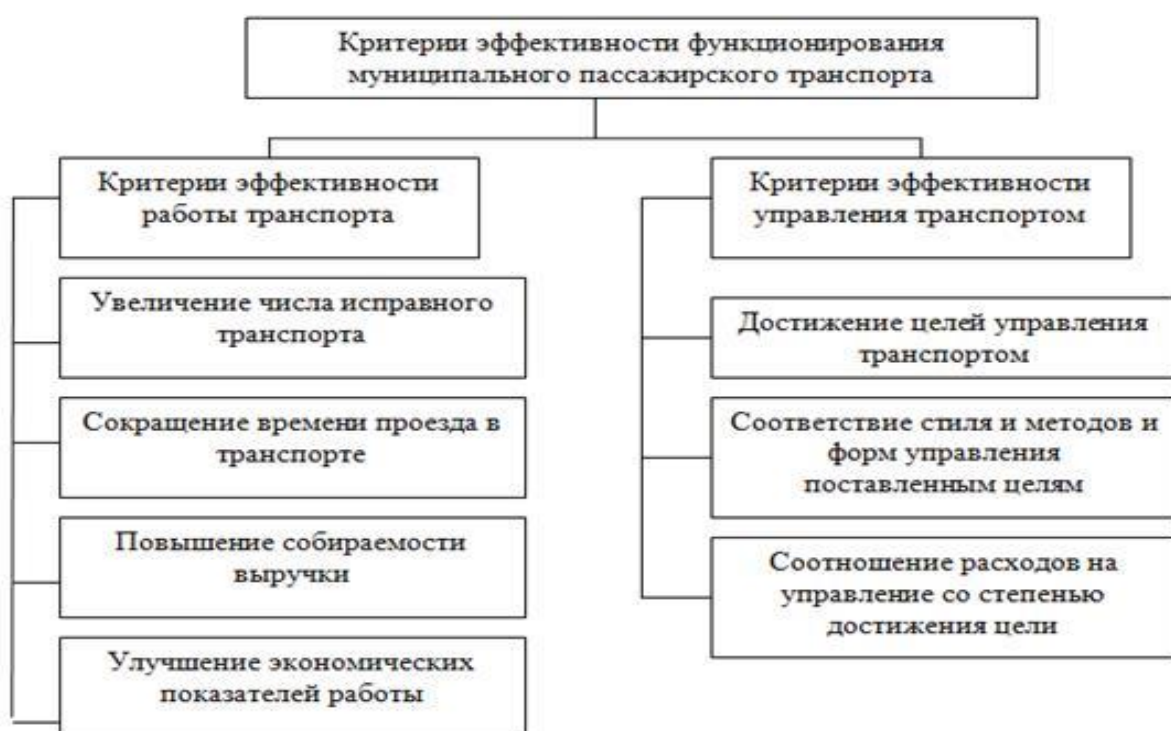 Критерии эффективности функционирования
муниципального пассажирского транспорта
Критерии эффективности
работы транспорта
Увеличение числа исправного
транспорта
Сокращение времени проезда в
транспорте
Повышение собираемости
выручки
Улучшение экономических
показателей работы
Критерии эффективности
управления транспортом
Достижение целей управления
транспортом
Соответствие стиля и методов и
форм управления
поставленным целям
Соотношение расходов на
управление со степенью
достижения цели